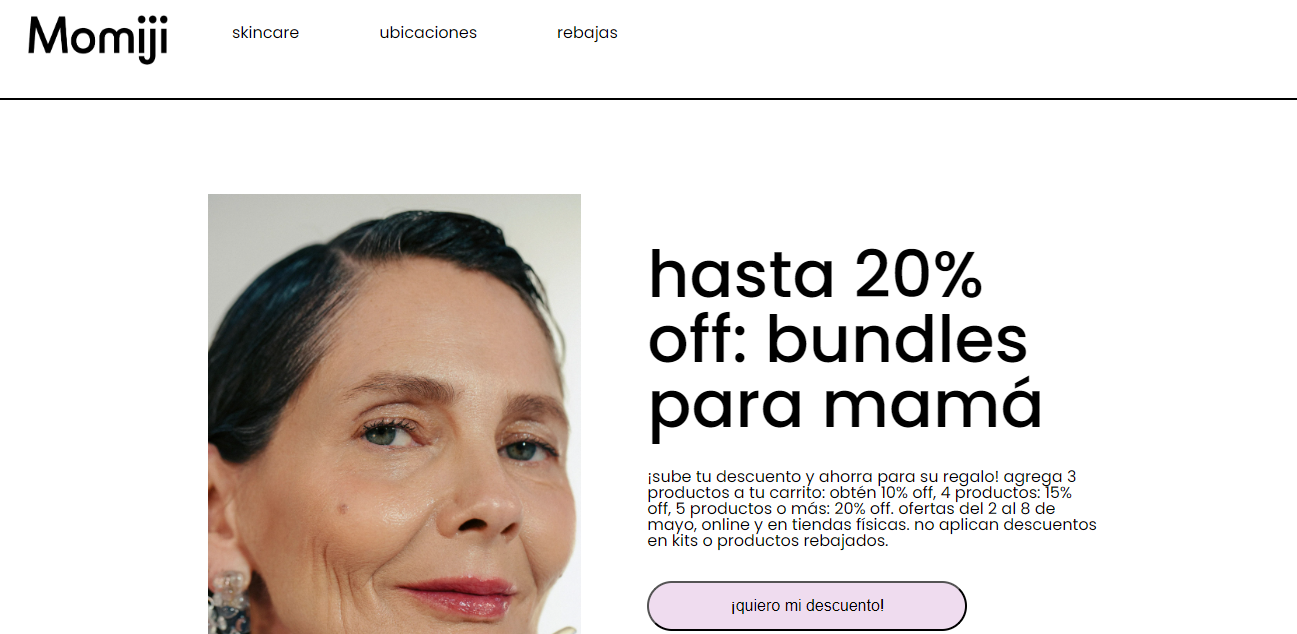 Momiji
skincare
ubicaciones
rebajas
hasta 20%
off: bundles
para mamá
¡sube tu descuento y ahorra para su regalo! agrega 3
productos a tu carrito: obtén 10% off, 4 productos: 15%
off, 5 productos o más: 20% off. ofertas del 2 al 8 de
mayo, online y en tiendas físicas. no aplican descuentos
en kits o productos rebajados.
¡quiero mi descuento!